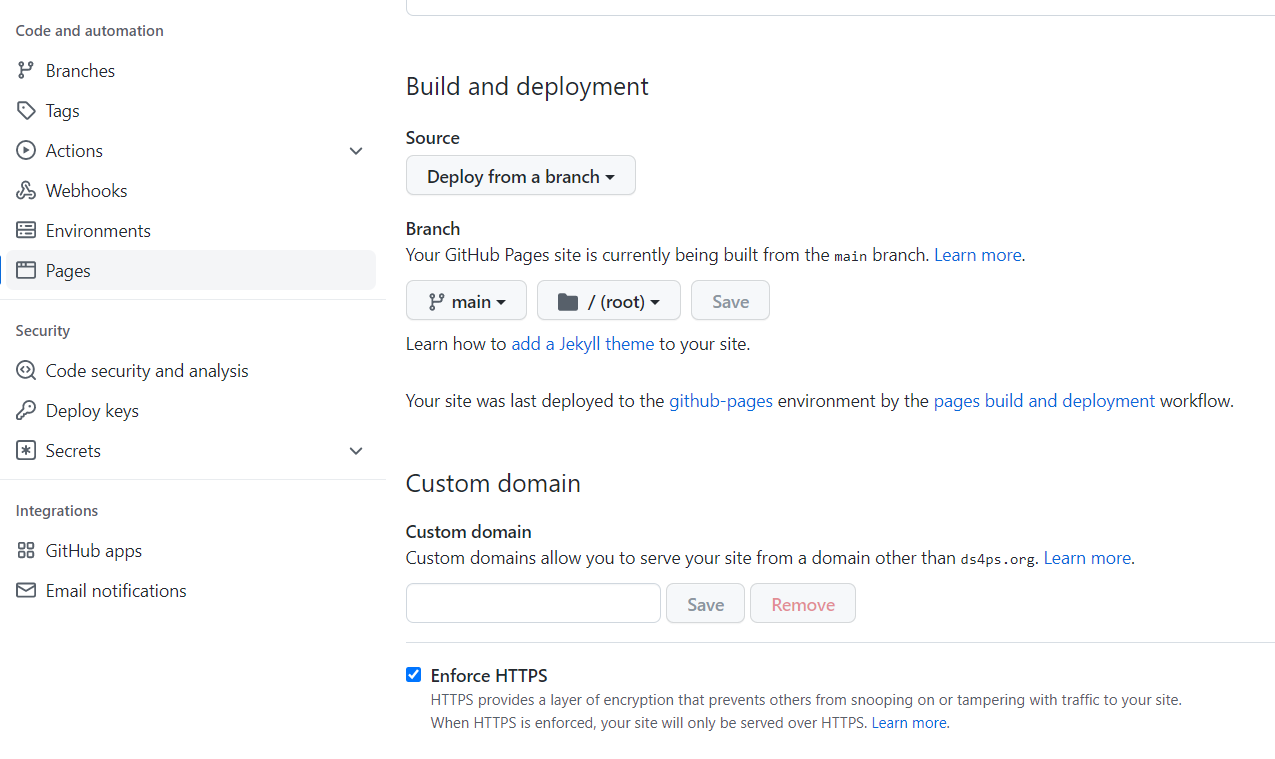 Code and automation
Branches
Tags
Actions
Webhooks
Environments
Pages
Security
Code security and analysis
Deploy keys
Secrets
Integrations
GitHub apps
Email notifications
Build and deployment
Source
Deploy from a branch
Branch
Your GitHub Pages site is currently being built from the main branch. Learn more.
main / (root) Save
Learn how to add a Jekyll theme to your site.
Your site was last deployed to the github-pages environment by the pages build and deployment workflow.
Custom domain
Custom domain
Custom domains allow you to serve your site from a domain other than ds4ps.org. Learn more.
Save Remove
Enforce HTTPS
HTTPS provides a layer of encryption that prevents others from snooping on or tampering with traffic to your site.
When HTTPS is enforced, your site will only be served over HTTPS. Learn more.